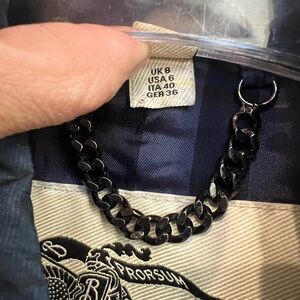 UK 8
USA 6
ITA 40
GER 36
PRORSUM